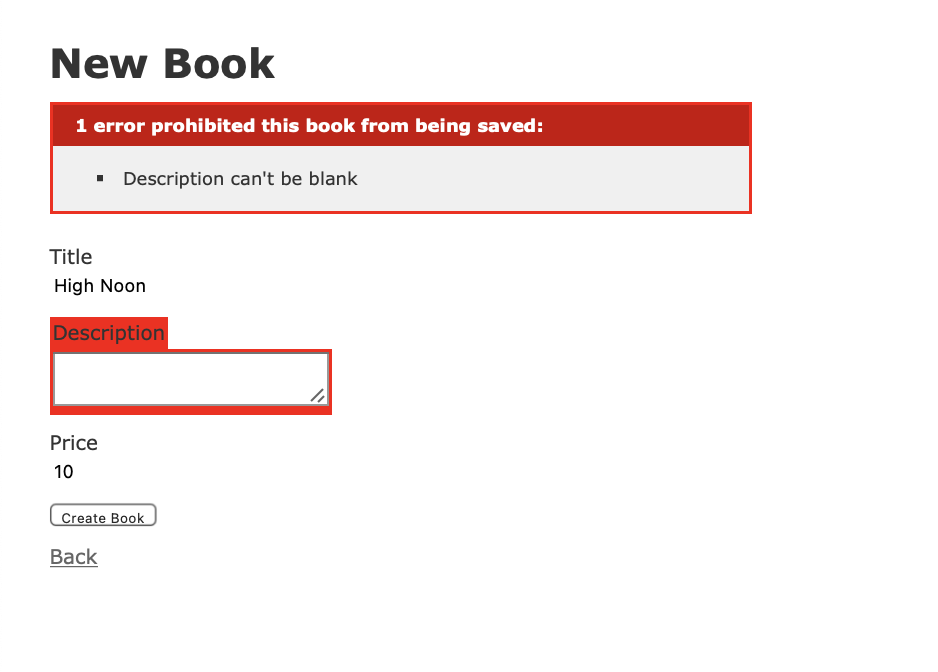 New Book
1 error prohibited this book from being saved:
Description can't be blank
Title
High Noon
Description
Price
10
Create Book
Back